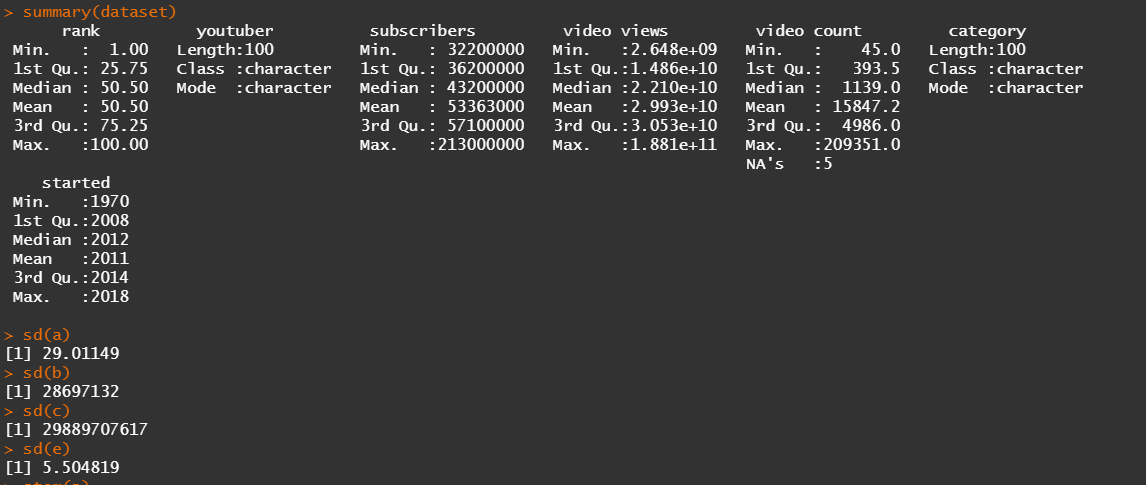 > summary(dataset)
      rank          youtuber          subscribers         video views         video count         category
 Min.   :  1.00   Length:100         Min.   : 32200000   Min.   :2.648e+09   Min.   :    45.0   Length:100
 1st Qu.: 25.75   Class :character   1st Qu.: 36200000   1st Qu.:1.486e+10   1st Qu.:   393.5   Class :character
 Median : 50.50   Mode  :character   Median : 43200000   Median :2.210e+10   Median :  1139.0   Mode  :character
 Mean   : 50.50                      Mean   : 53363000   Mean   :2.993e+10   Mean   : 15847.2
 3rd Qu.: 75.25                      3rd Qu.: 57100000   3rd Qu.:3.053e+10   3rd Qu.:  4986.0
 Max.   :100.00                      Max.   :213000000   Max.   :1.881e+11   Max.   :209351.0
                                                                             NA's   :5
    started
 Min.   :1970
 1st Qu.:2008
 Median :2012
 Mean   :2011
 3rd Qu.:2014
 Max.   :2018
> sd(a)
[1] 29.01149
> sd(b)
[1] 28697132
> sd(c)
[1] 29889707617
> sd(e)
[1] 5.504819